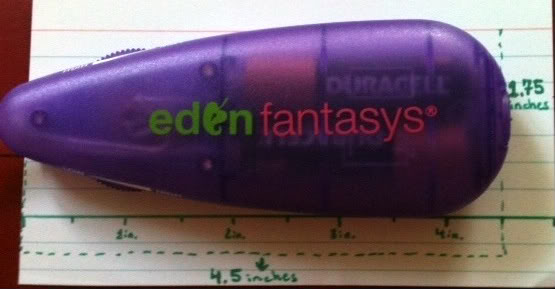 DURACELL
edenfantasys®
1.75
inches
1in. 2in. 3in. 4in.
4.5 inches